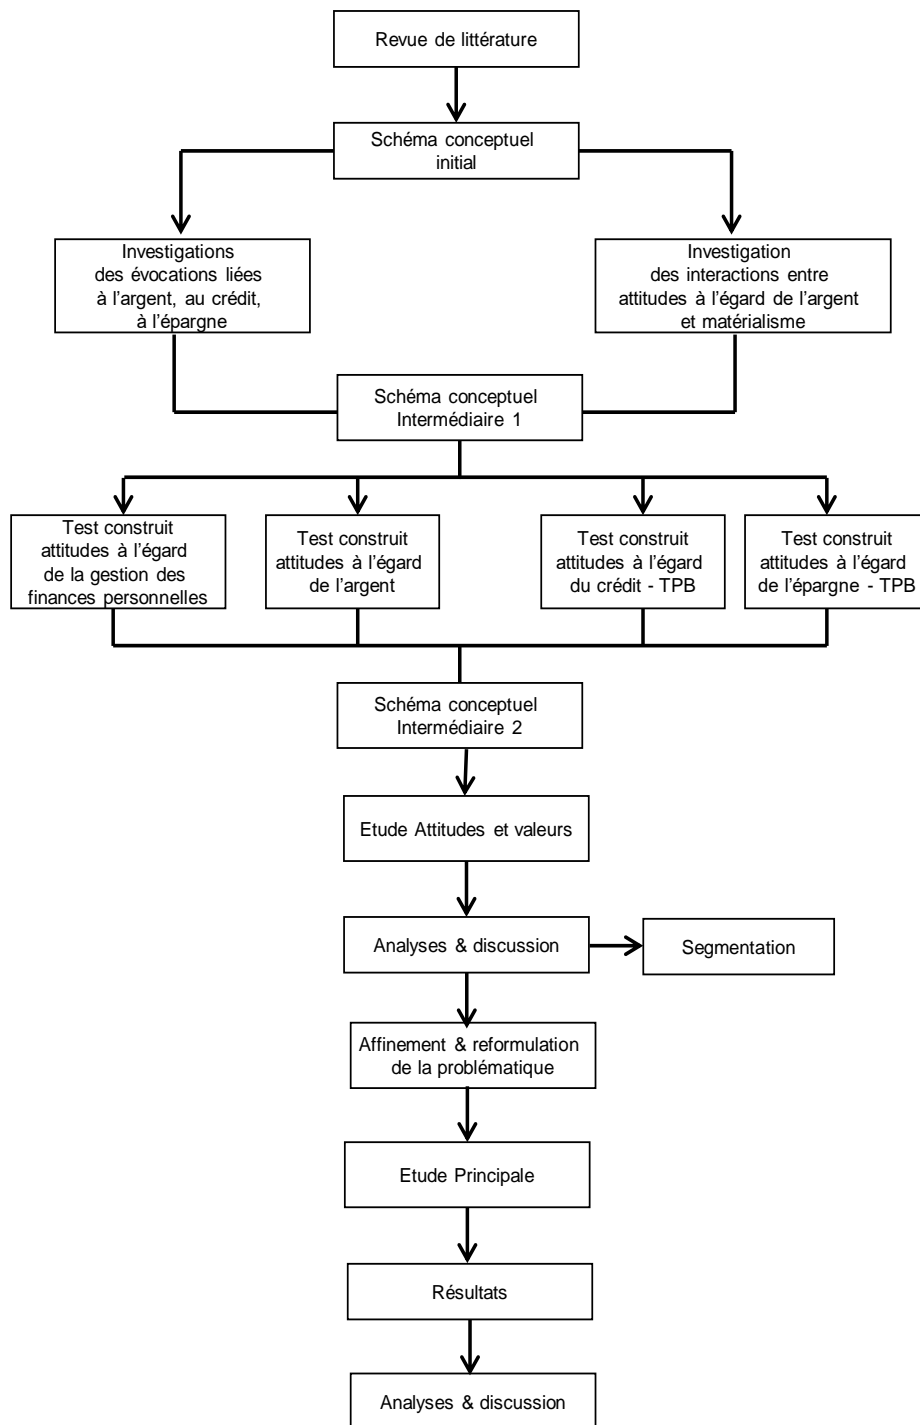 Revue de littérature
Schéma conceptuel
initial
Investigations
des évocations liées
à l'argent, au crédit,
à l'épargne
Investigation
des interactions entre
attitudes à l'égard de l'argent
et matérialisme
Schéma conceptuel
Intermédiaire 1
Test construit
attitudes à l'égard
de la gestion des
finances personnelles
Test construit
attitudes à l'égard
de l'argent
Test construit
attitudes à l'égard
du crédit - TPB
Test construit
attitudes à l'égard
de l'épargne - TPB
Schéma conceptuel
Intermédiaire 2
Etude Attitudes et valeurs
Analyses & discussion
Segmentation
Affinement & reformulation
de la problématique
Etude Principale
Résultats
Analyses & discussion